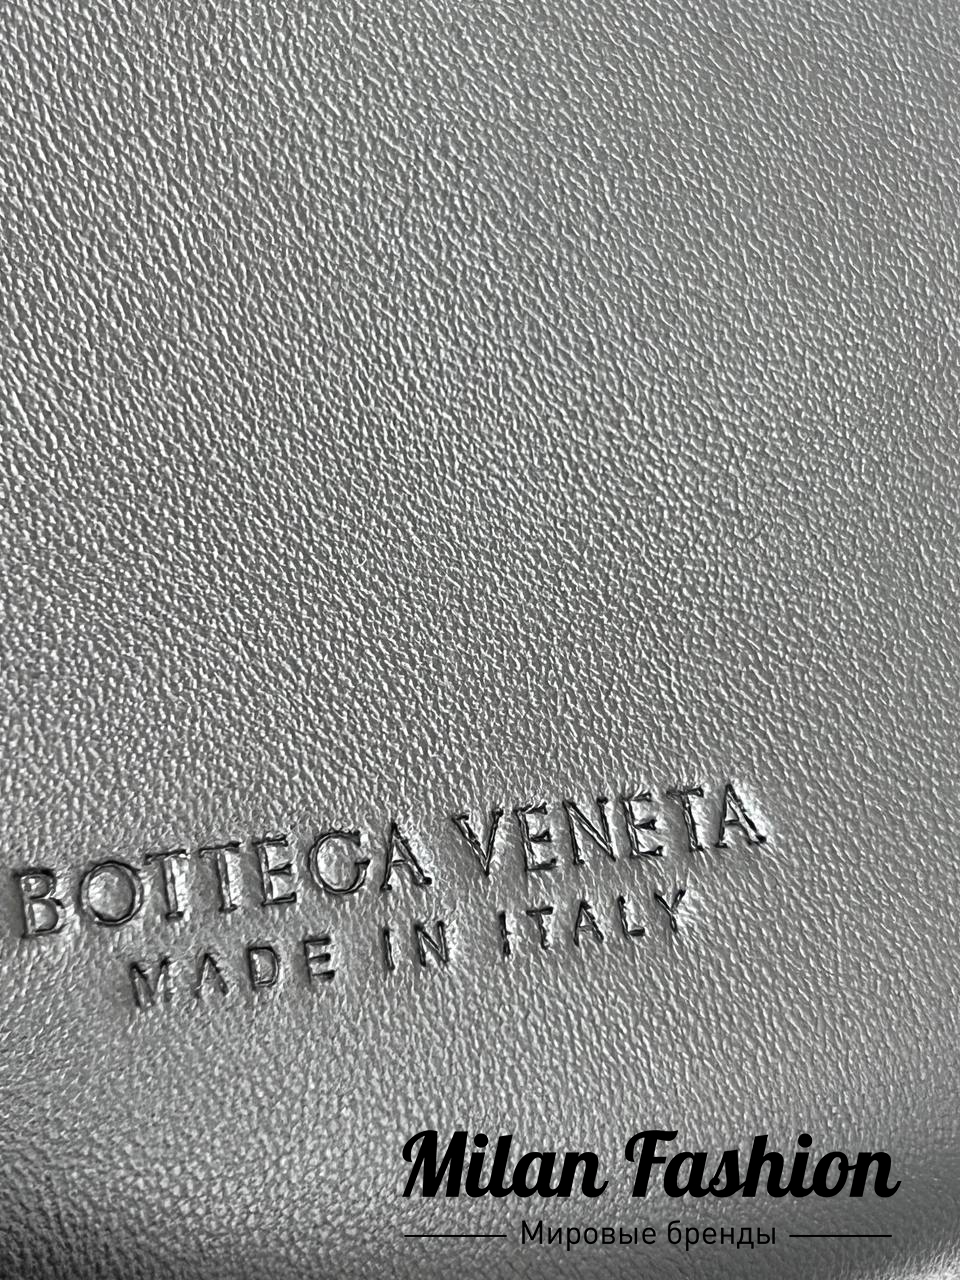 BOTTEGA VENETA
MADE IN ITALY
Milan Fashion
Мировые бренды